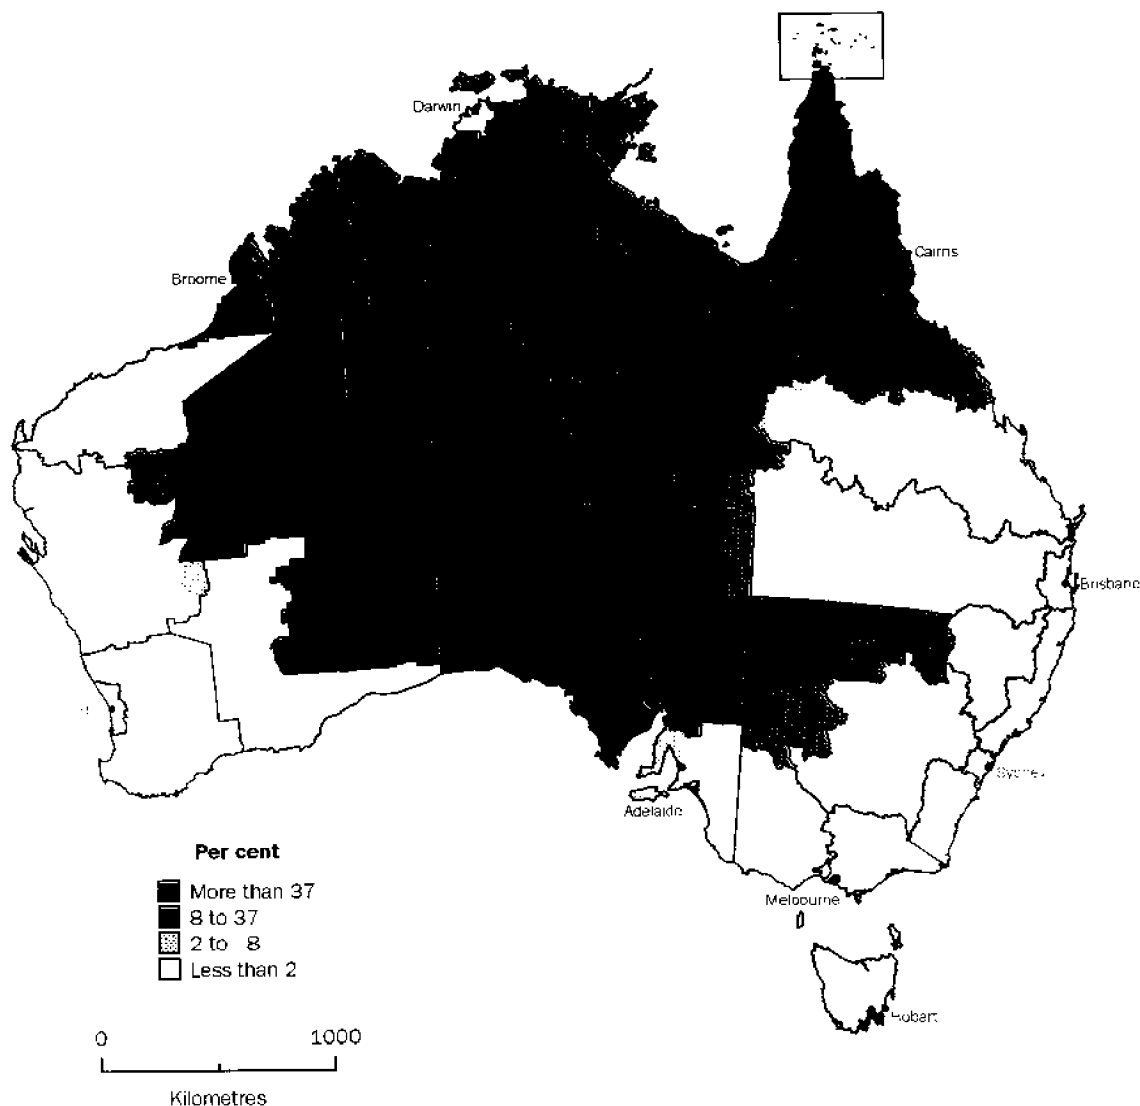 Darwin
Cairns
Broome
Brisbane
Sydney
Adelaide
Melbourne
Hobart
Per cent
More than 37
8 to 37
2 to 8
Less than 2
0 1000
Kilometres